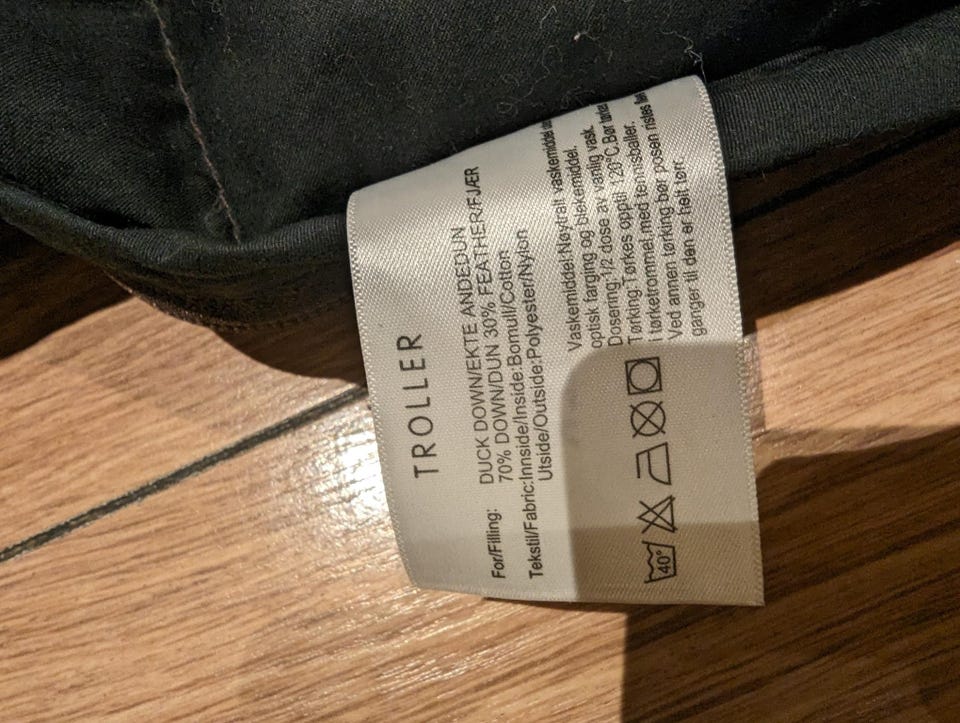 TROLLER
For/Filling: DUCK DOWN/EKTE ANDEDUN
70% DOWN/DUN 30% FEATHER/FJÆR
Tekstil/Fabric:Innside/Inside:Bomull/Cotton
Utside/Outside:Polyester/Nylon
Vaskemiddel:Nøytralt vaskemiddel
optisk farging og blekemiddel.
Dosering:1/2 dose av vanlig vask.
Tørking:Tørkes opptil 120°C.Bør
i tørketrommel,med tennisballer.
Ved annen tørking bør posen ristes
ganger til den er helt tørr.
40°